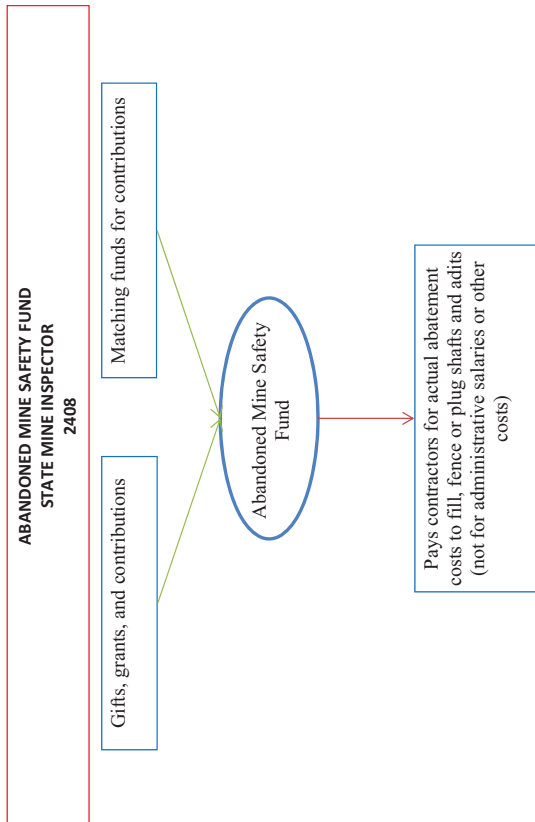 ABANDONED MINE SAFETY FUND
STATE MINE INSPECTOR
2408
Gifts, grants, and contributions
Matching funds for contributions
Abandoned Mine Safety
Fund
Pays contractors for actual abatement
costs to fill, fence or plug shafts and adits
(not for administrative salaries or other
costs)